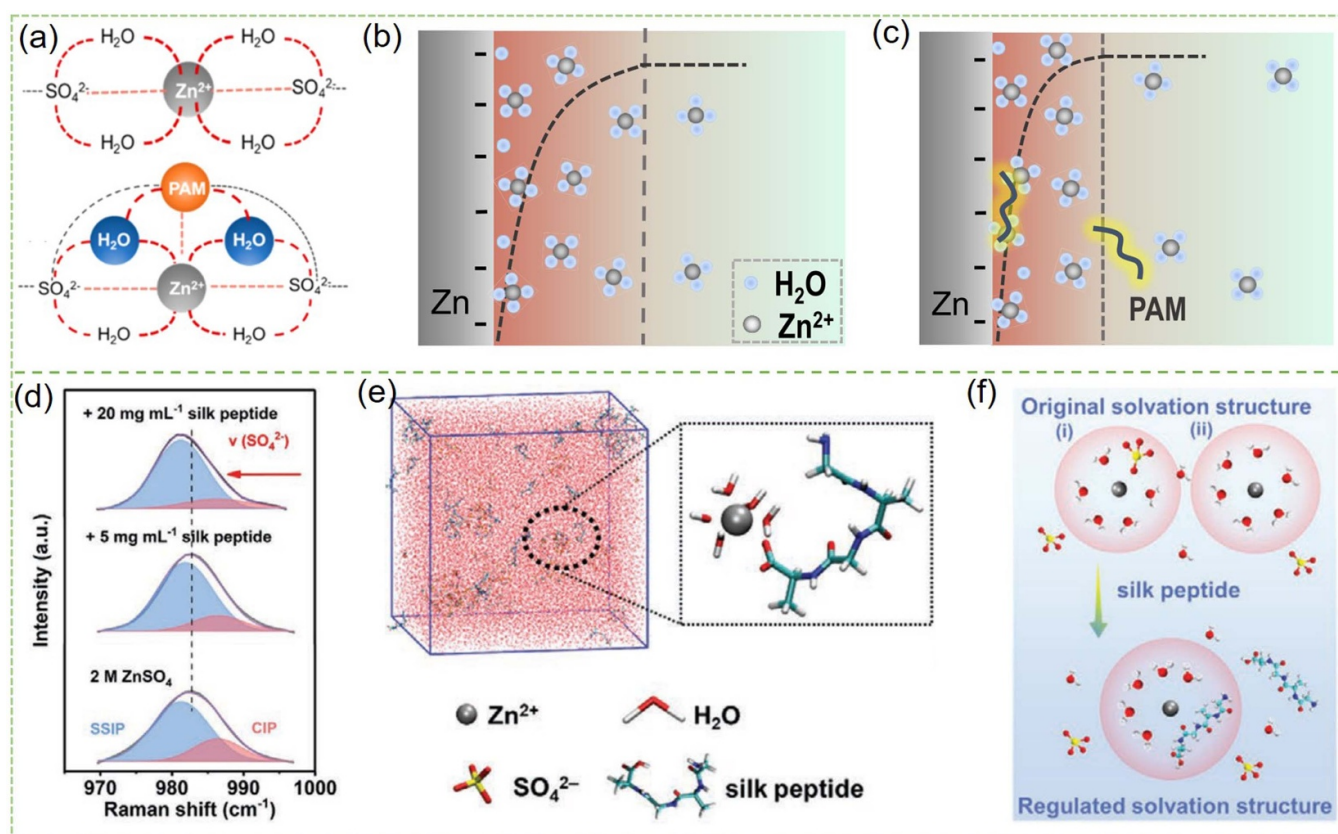 (a)
H₂O H₂O
SO₄²⁻ Zn²⁺ SO₄²⁻
H₂O H₂O
PAM
H₂O H₂O
SO₄²⁻ Zn²⁺ SO₄²⁻
H₂O H₂O
(b)
- - - - - -
Zn
H₂O
Zn²⁺
(c)
- - - - - -
Zn
PAM
(d)
+ 20 mg mL⁻¹ silk peptide
ν (SO₄²⁻)
+ 5 mg mL⁻¹ silk peptide
2 M ZnSO₄
SSIP CIP
Intensity (a.u.)
970 980 990 1000
Raman shift (cm⁻¹)
(e)
Zn²⁺ H₂O
SO₄²⁻ silk peptide
(f)
Original solvation structure
(i) (ii)
silk peptide
Regulated solvation structure